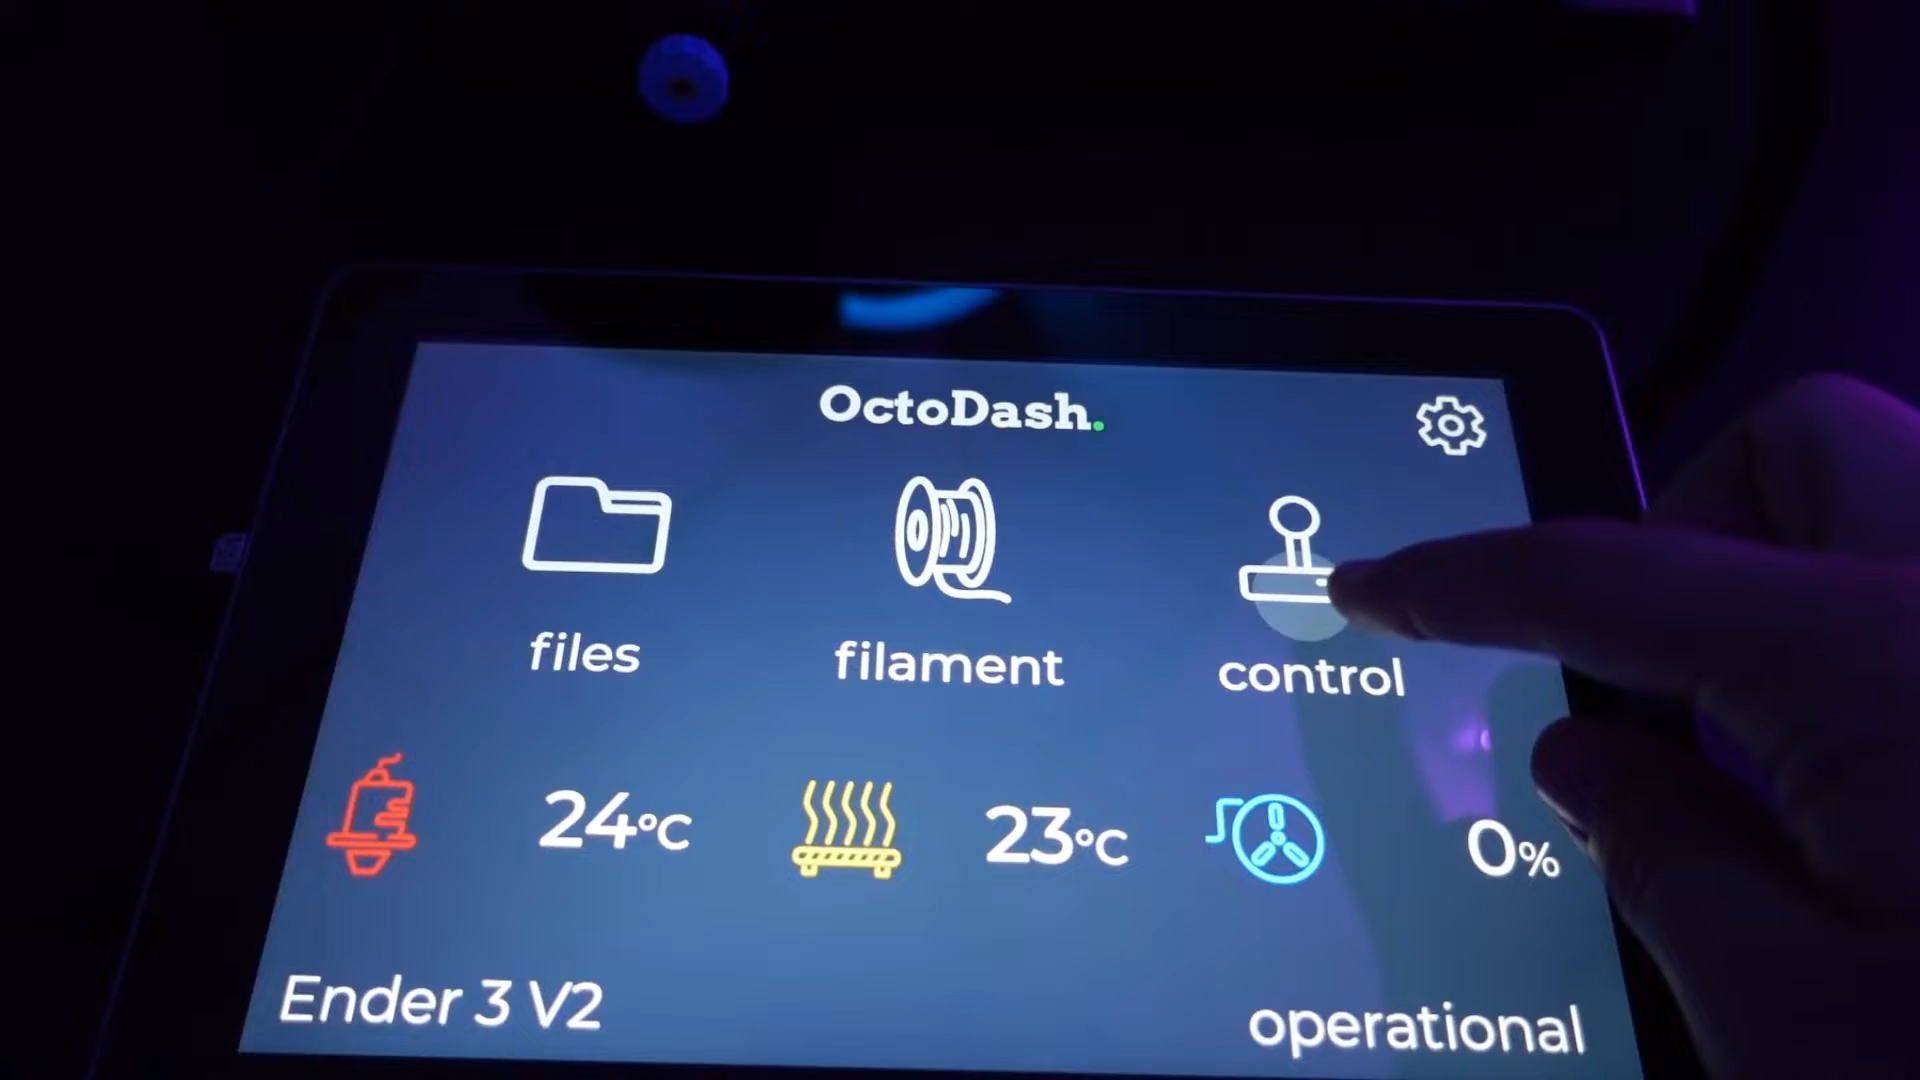 OctoDash.
files
filament
control
24°C
23°C
0%
Ender 3 V2
operational